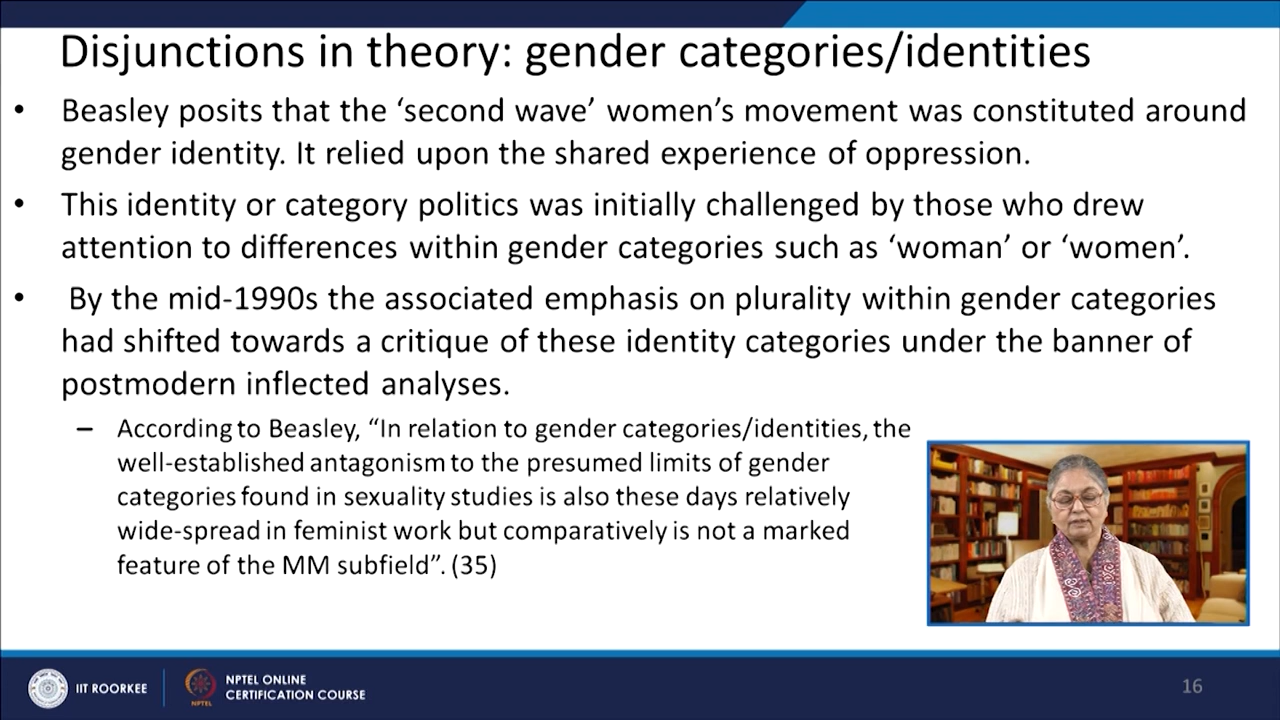 Disjunctions in theory: gender categories/identities
• Beasley posits that the ‘second wave’ women’s movement was constituted around
gender identity. It relied upon the shared experience of oppression.
• This identity or category politics was initially challenged by those who drew
attention to differences within gender categories such as ‘woman’ or ‘women’.
• By the mid-1990s the associated emphasis on plurality within gender categories
had shifted towards a critique of these identity categories under the banner of
postmodern inflected analyses.
– According to Beasley, “In relation to gender categories/identities, the
well-established antagonism to the presumed limits of gender
categories found in sexuality studies is also these days relatively
wide-spread in feminist work but comparatively is not a marked
feature of the MM subfield”. (35)
IIT ROORKEE
NPTEL
NPTEL ONLINE
CERTIFICATION COURSE
16